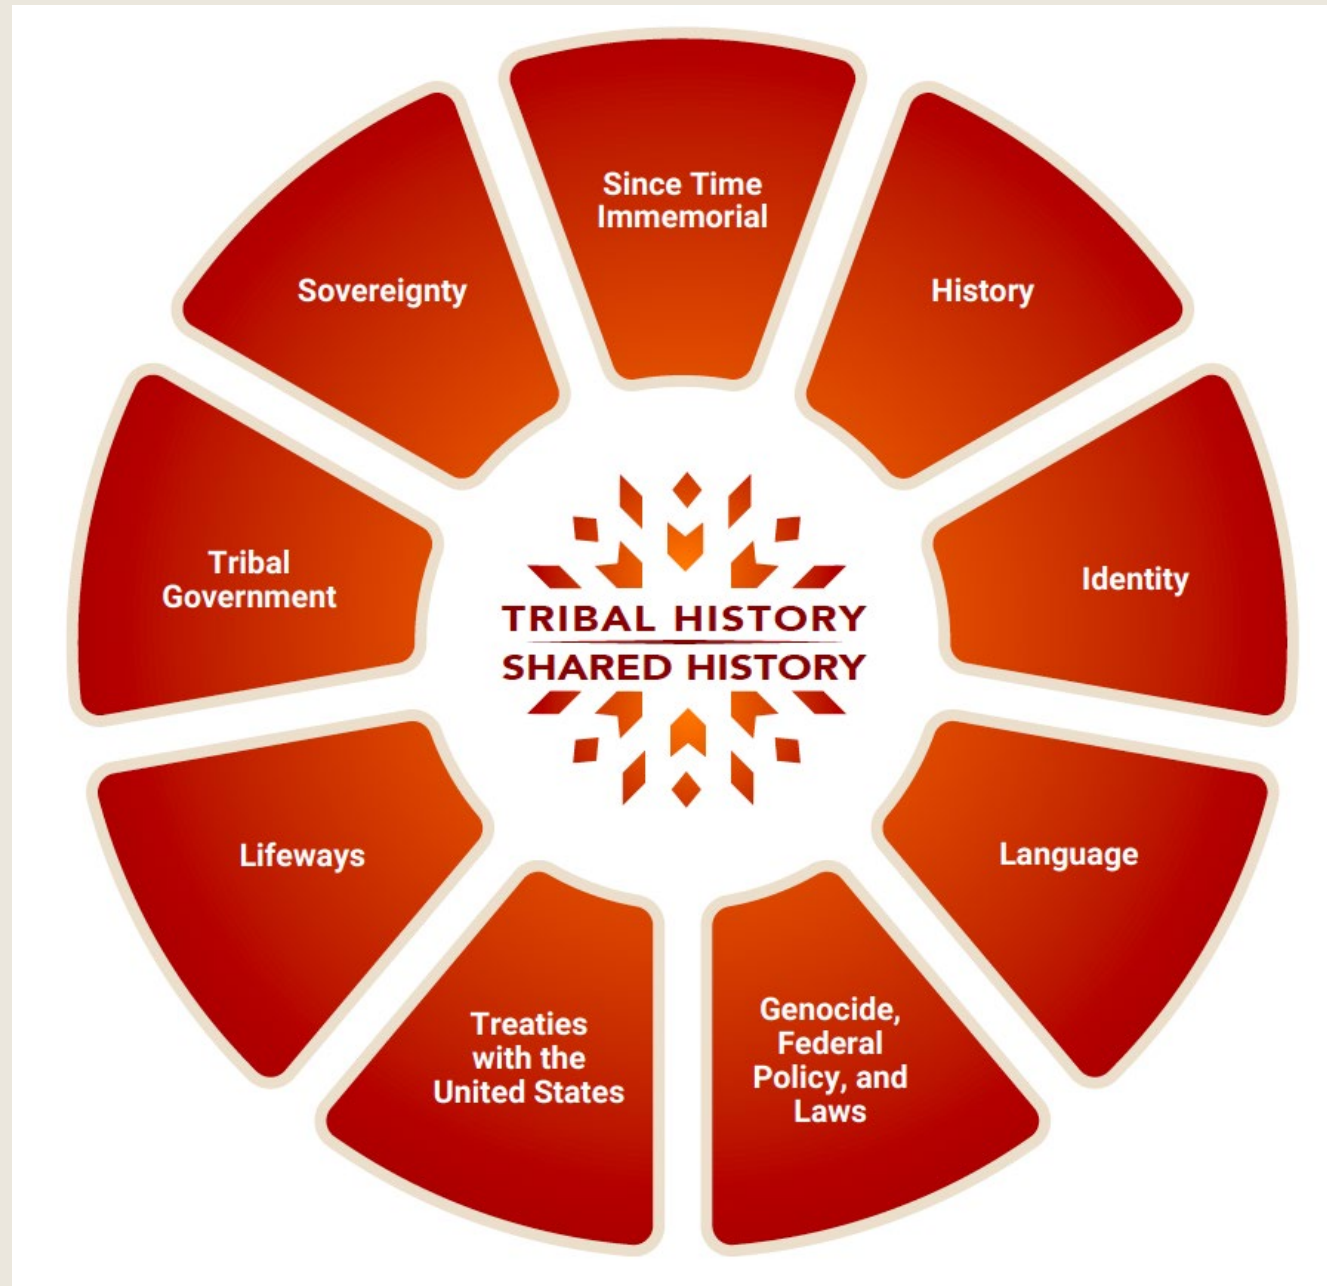 Since Time
Immemorial
History
Identity
Language
Genocide,
Federal
Policy, and
Laws
Treaties
with the
United States
Lifeways
Tribal
Government
Sovereignty
TRIBAL HISTORY
SHARED HISTORY